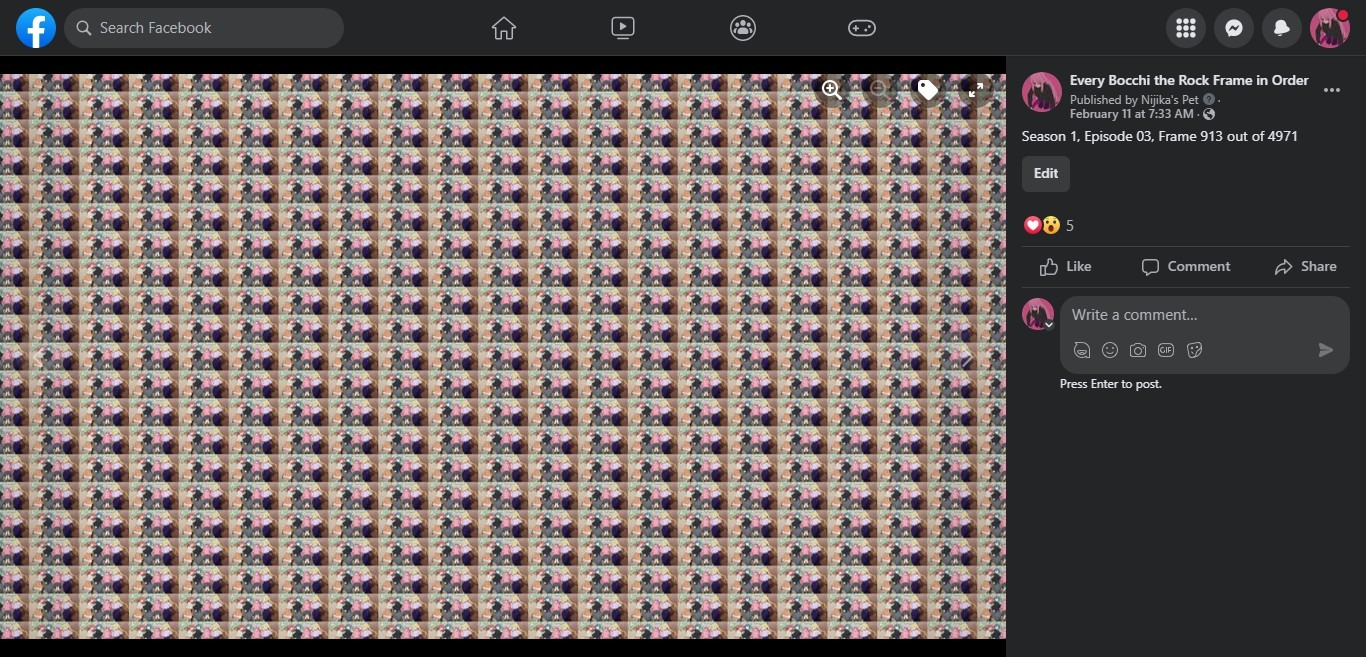 Search Facebook
Every Bocchi the Rock Frame in Order
Published by Nijika's Pet
February 11 at 7:33 AM ·
Season 1, Episode 03, Frame 913 out of 4971
Edit
5
Like
Comment
Share
Write a comment...
GIF
Press Enter to post.